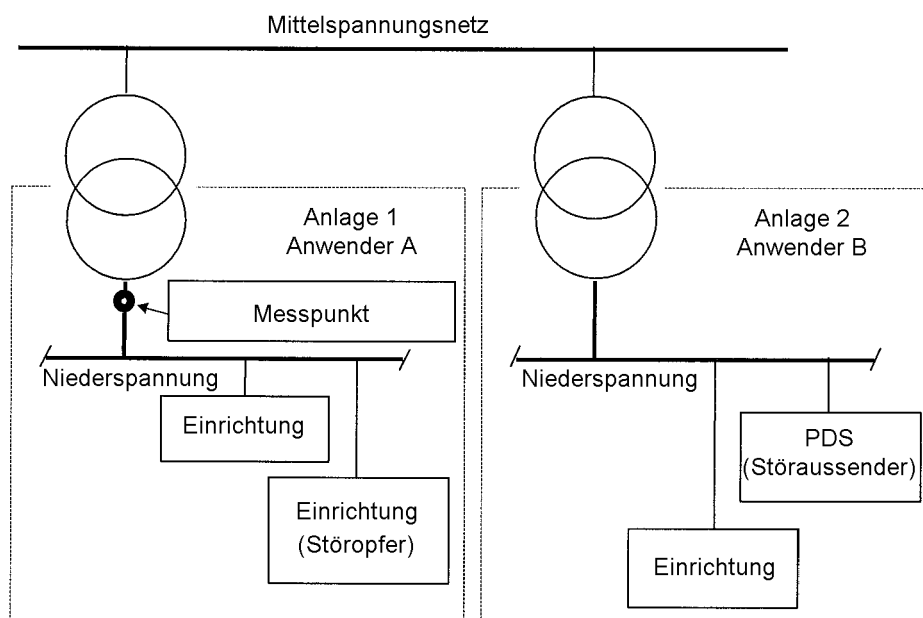 Mittelspannungsnetz
Anlage 1
Anwender A
Messpunkt
Niederspannung
Einrichtung
Einrichtung
(Störopfer)
Anlage 2
Anwender B
Niederspannung
PDS
(Störaussender)
Einrichtung